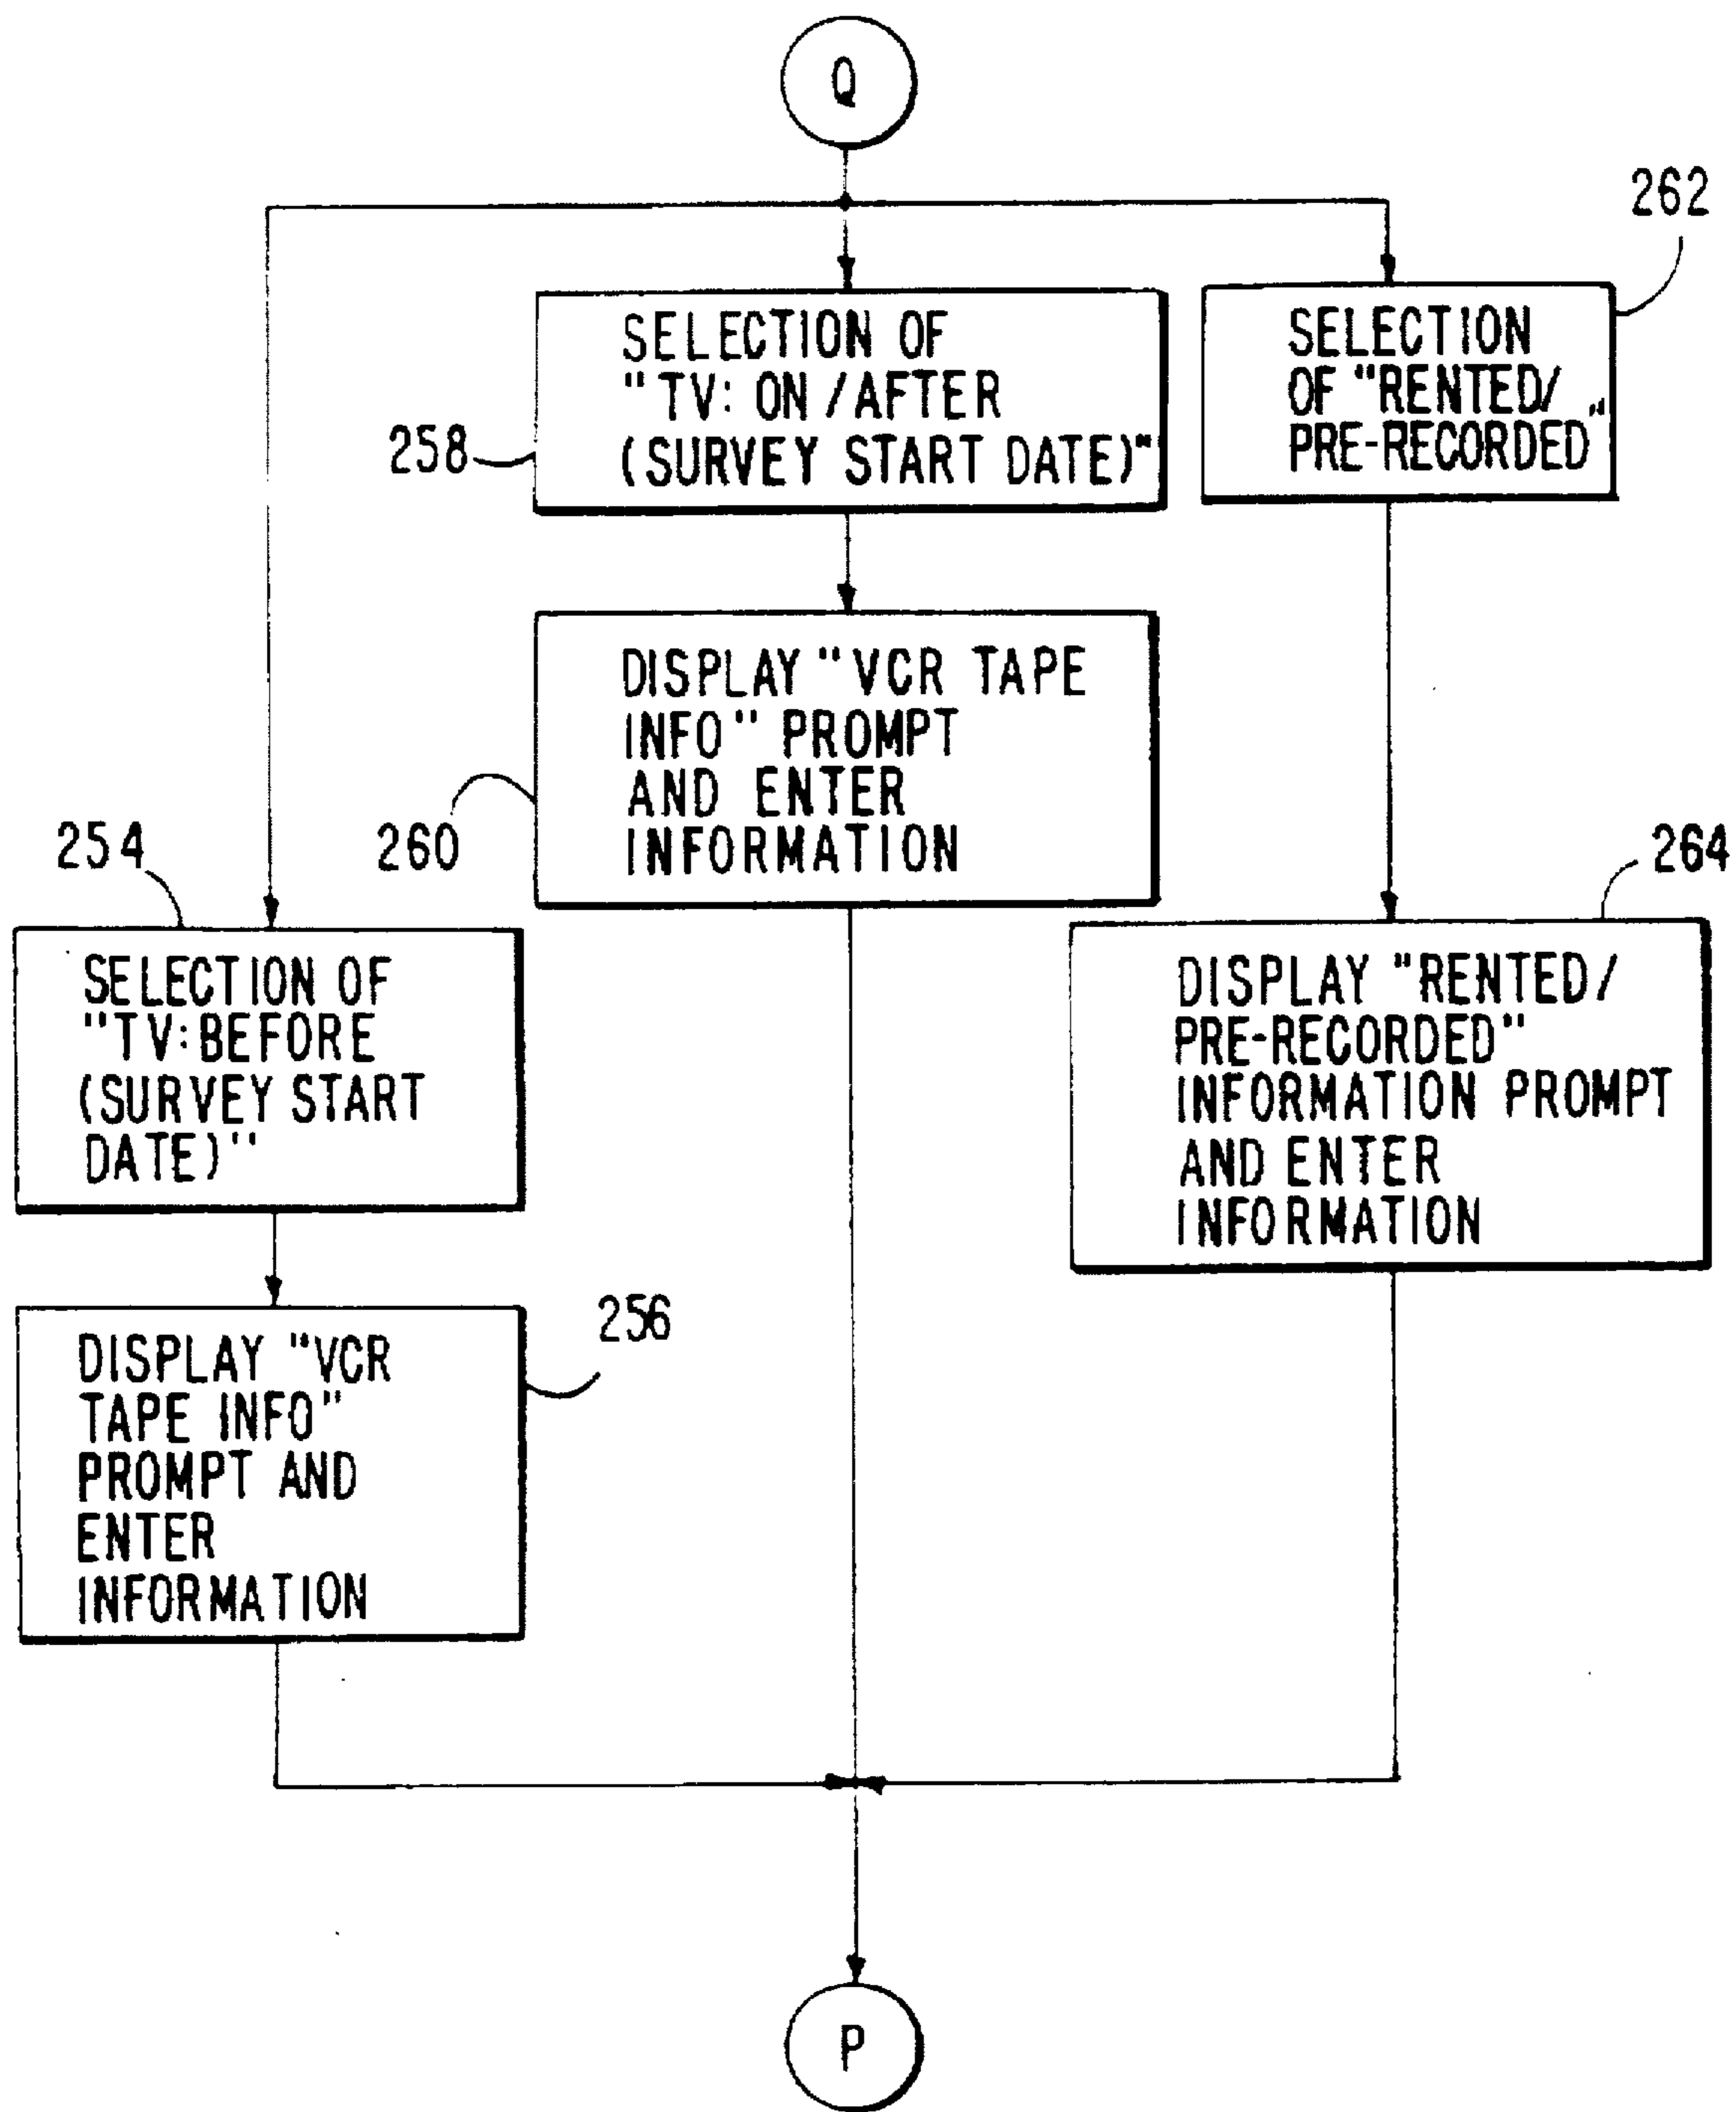 Q
262
SELECTION OF
"TV: ON/AFTER
(SURVEY START DATE)"
258
SELECTION
OF "RENTED/
PRE-RECORDED"
DISPLAY "VCR TAPE
INFO" PROMPT
AND ENTER
INFORMATION
260
254
264
SELECTION OF
"TV: BEFORE
(SURVEY START
DATE)"
DISPLAY "RENTED/
PRE-RECORDED"
INFORMATION PROMPT
AND ENTER
INFORMATION
256
DISPLAY "VCR
TAPE INFO"
PROMPT AND
ENTER
INFORMATION
P